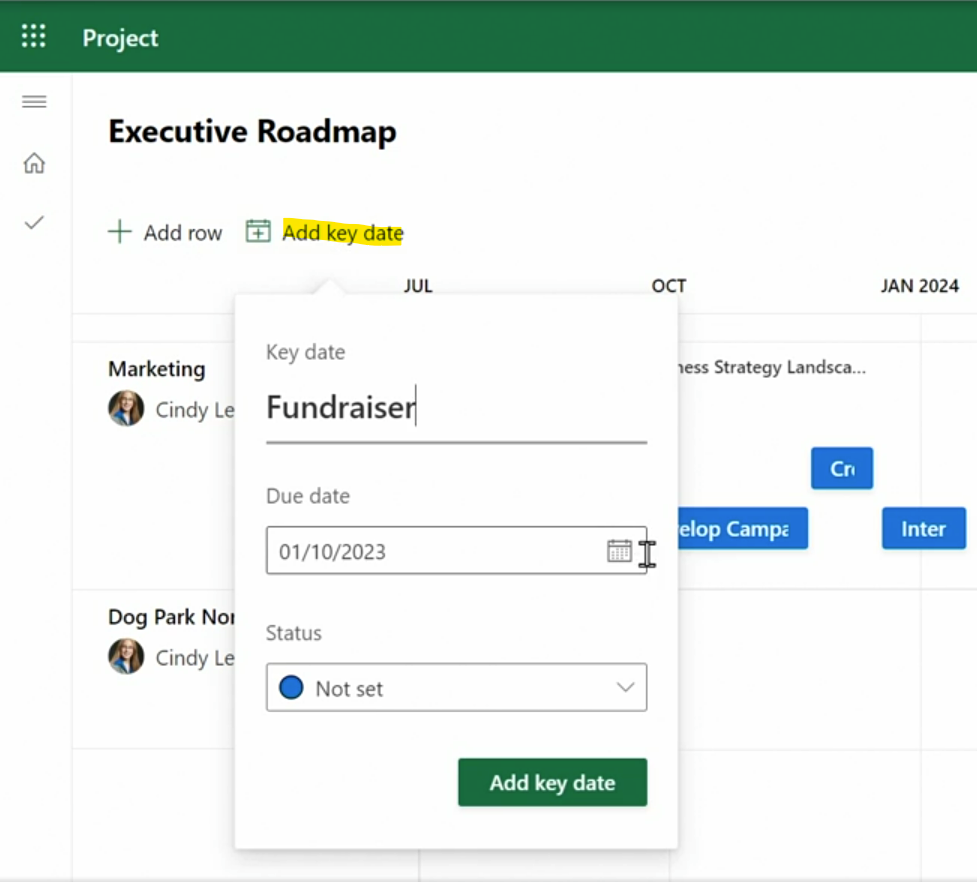 Project
Executive Roadmap
Add row Add key date
JUL OCT JAN 2024
Key date
Marketing
Cindy Le
Fundraiser
ness Strategy Landsca...
Due date
01/10/2023
elop Campa
Inter
Dog Park Nor
Cindy Le
Status
Not set
Add key date